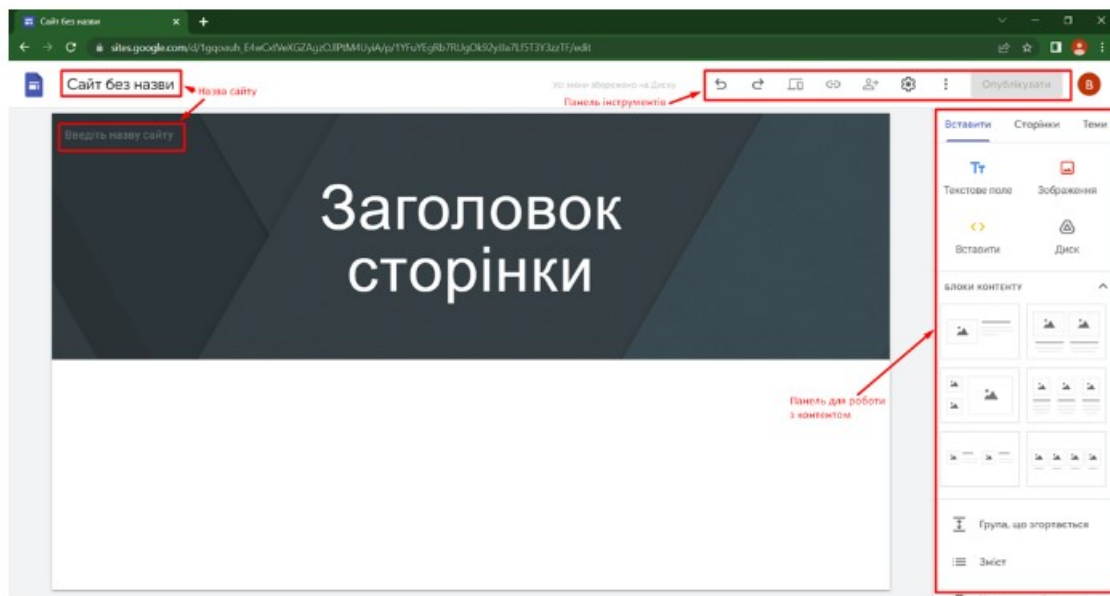 Сайт без назви
sites.google.com/d/
/edit
Сайт без назви
Назва сайту
Усі зміни збережено на Диску
Панель інструментів
Опублікувати
В
Введіть назву сайту
Заголовок
сторінки
Вставити Сторінки Теми
Текстове поле Зображення
Вставити Диск
БЛОКИ КОНТЕНТУ
Панель для роботи
з контентом
Група, що згортається
Зміст